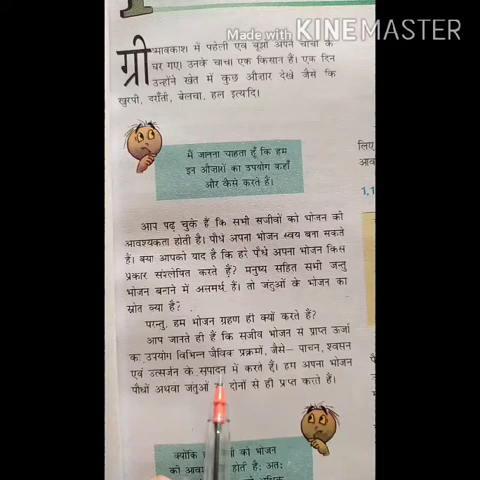 Made with KINEMASTER
ग्रीष्मावकाश में पहेली एवं बूझो अपने चाचा के
घर गए। उनके चाचा एक किसान हैं। एक दिन
उन्होंने खेत में कुछ औज़ार देखे जैसे कि
खुरपी, दराँती, बेलचा, हल इत्यादि।
मैं जानना चाहता हूँ कि हम
इन औज़ारों का उपयोग कहाँ
और कैसे करते हैं।
लिए
आव
1.1
आप पढ़ चुके हैं कि सभी सजीवों को भोजन की
आवश्यकता होती है। पौधे अपना भोजन स्वयं बना सकते
हैं। क्या आपको याद है कि हरे पौधे अपना भोजन किस
प्रकार संश्लेषित करते हैं? मनुष्य सहित सभी जन्तु
भोजन बनाने में असमर्थ हैं। तो जंतुओं के भोजन का
स्रोत क्या है?
परन्तु, हम भोजन ग्रहण ही क्यों करते हैं?
आप जानते ही हैं कि सजीव भोजन से प्राप्त ऊर्जा
का उपयोग विभिन्न जैविक प्रक्रमों, जैसे– पाचन, श्वसन
एवं उत्सर्जन के संपादन में करते हैं। हम अपना भोजन
पौधों अथवा जंतुओं दोनों से ही प्राप्त करते हैं।
क्योंकि को भोजन
की होती है; अतः